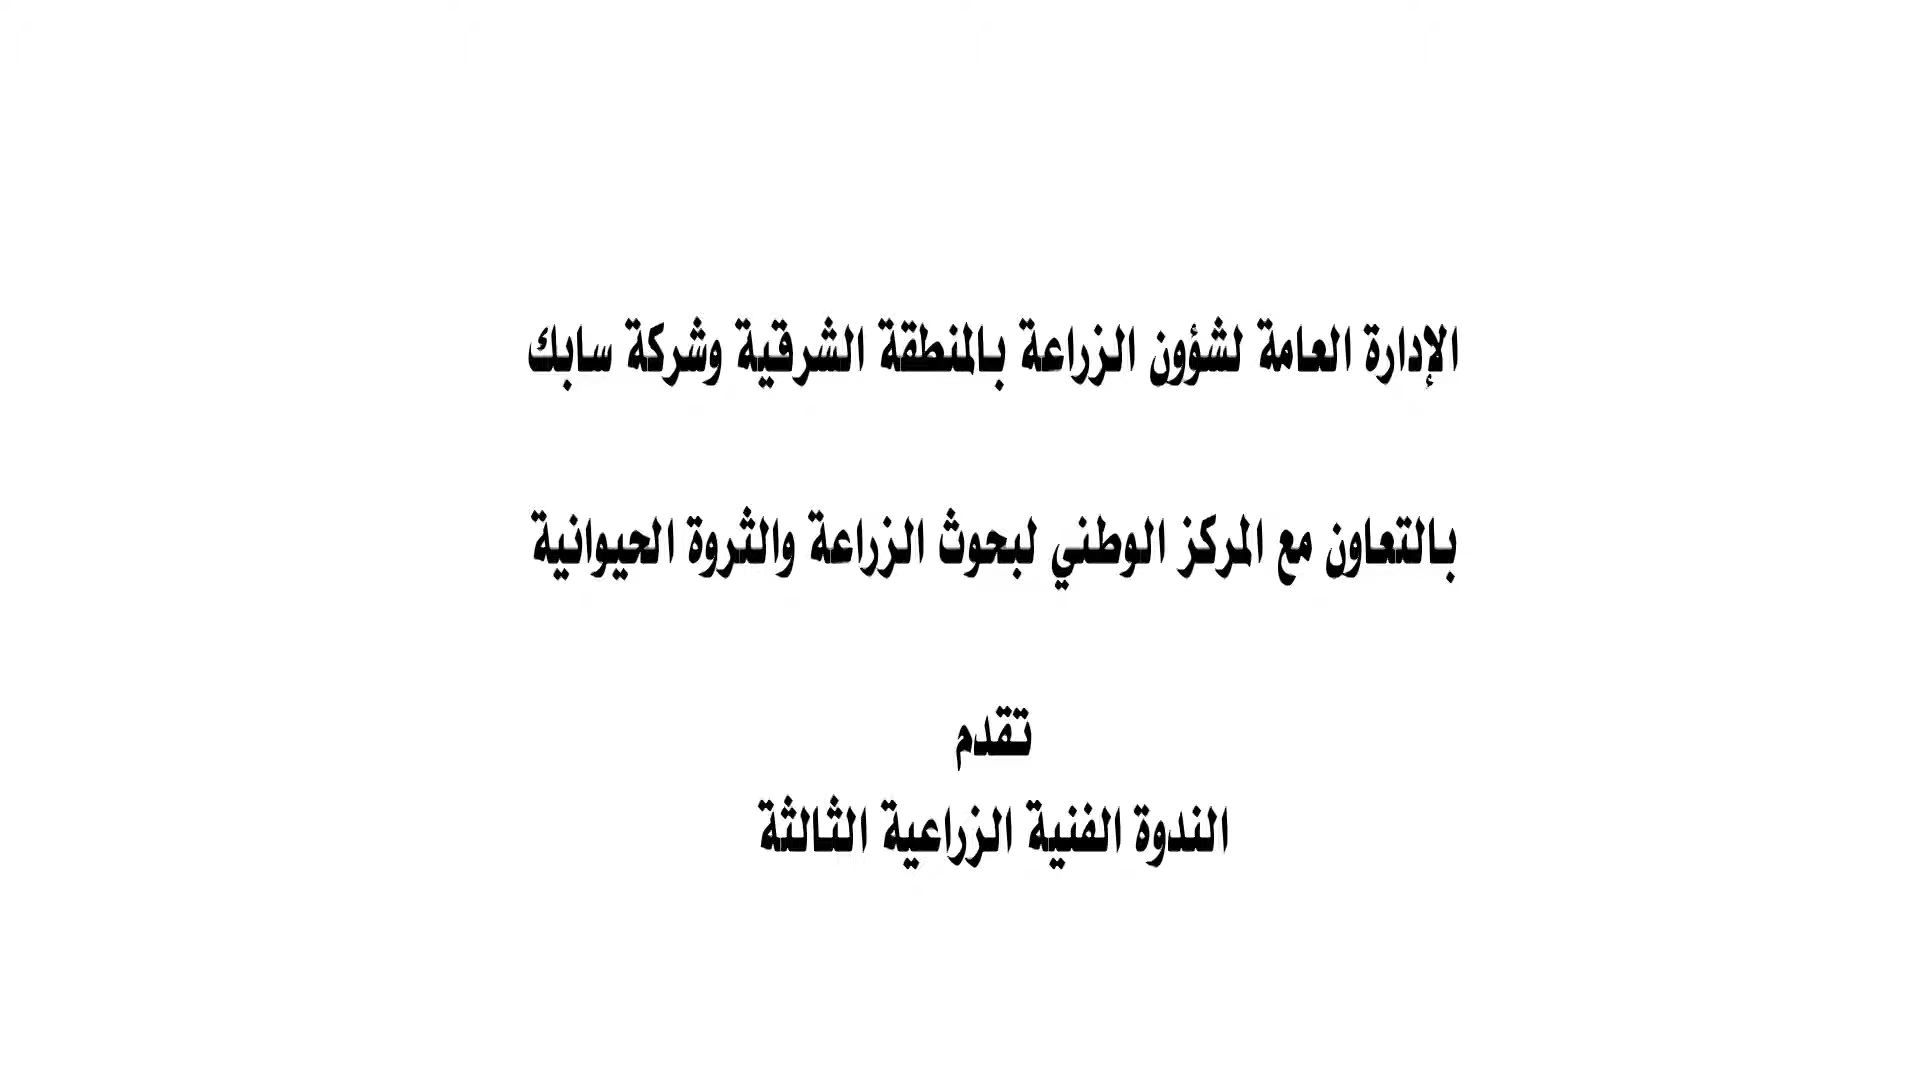 الإدارة العامة لشؤون الزراعة بالمنطقة الشرقية وشركة سابك
بالتعاون مع المركز الوطني لبحوث الزراعة والثروة الحيوانية
تقدم
الندوة الفنية الزراعية الثالثة